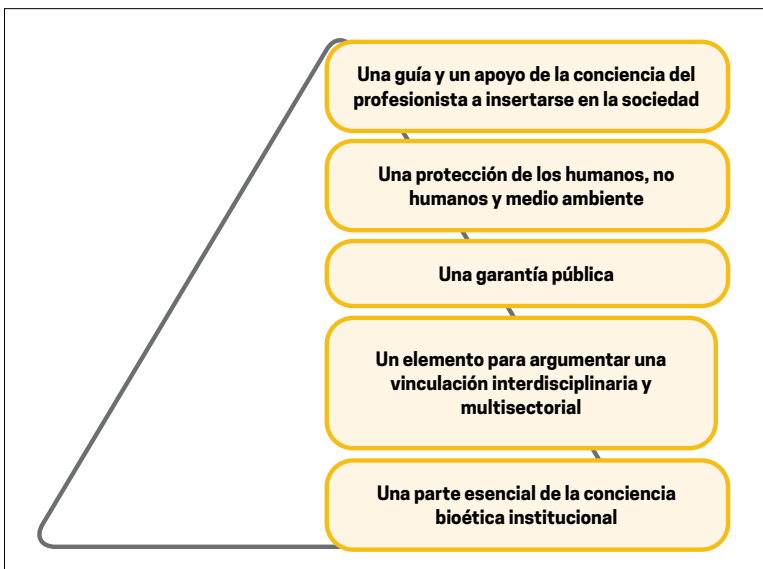 Una guía y un apoyo de la conciencia del
profesionista a insertarse en la sociedad
Una protección de los humanos, no
humanos y medio ambiente
Una garantía pública
Un elemento para argumentar una
vinculación interdisciplinaria y
multisectorial
Una parte esencial de la conciencia
bioética institucional